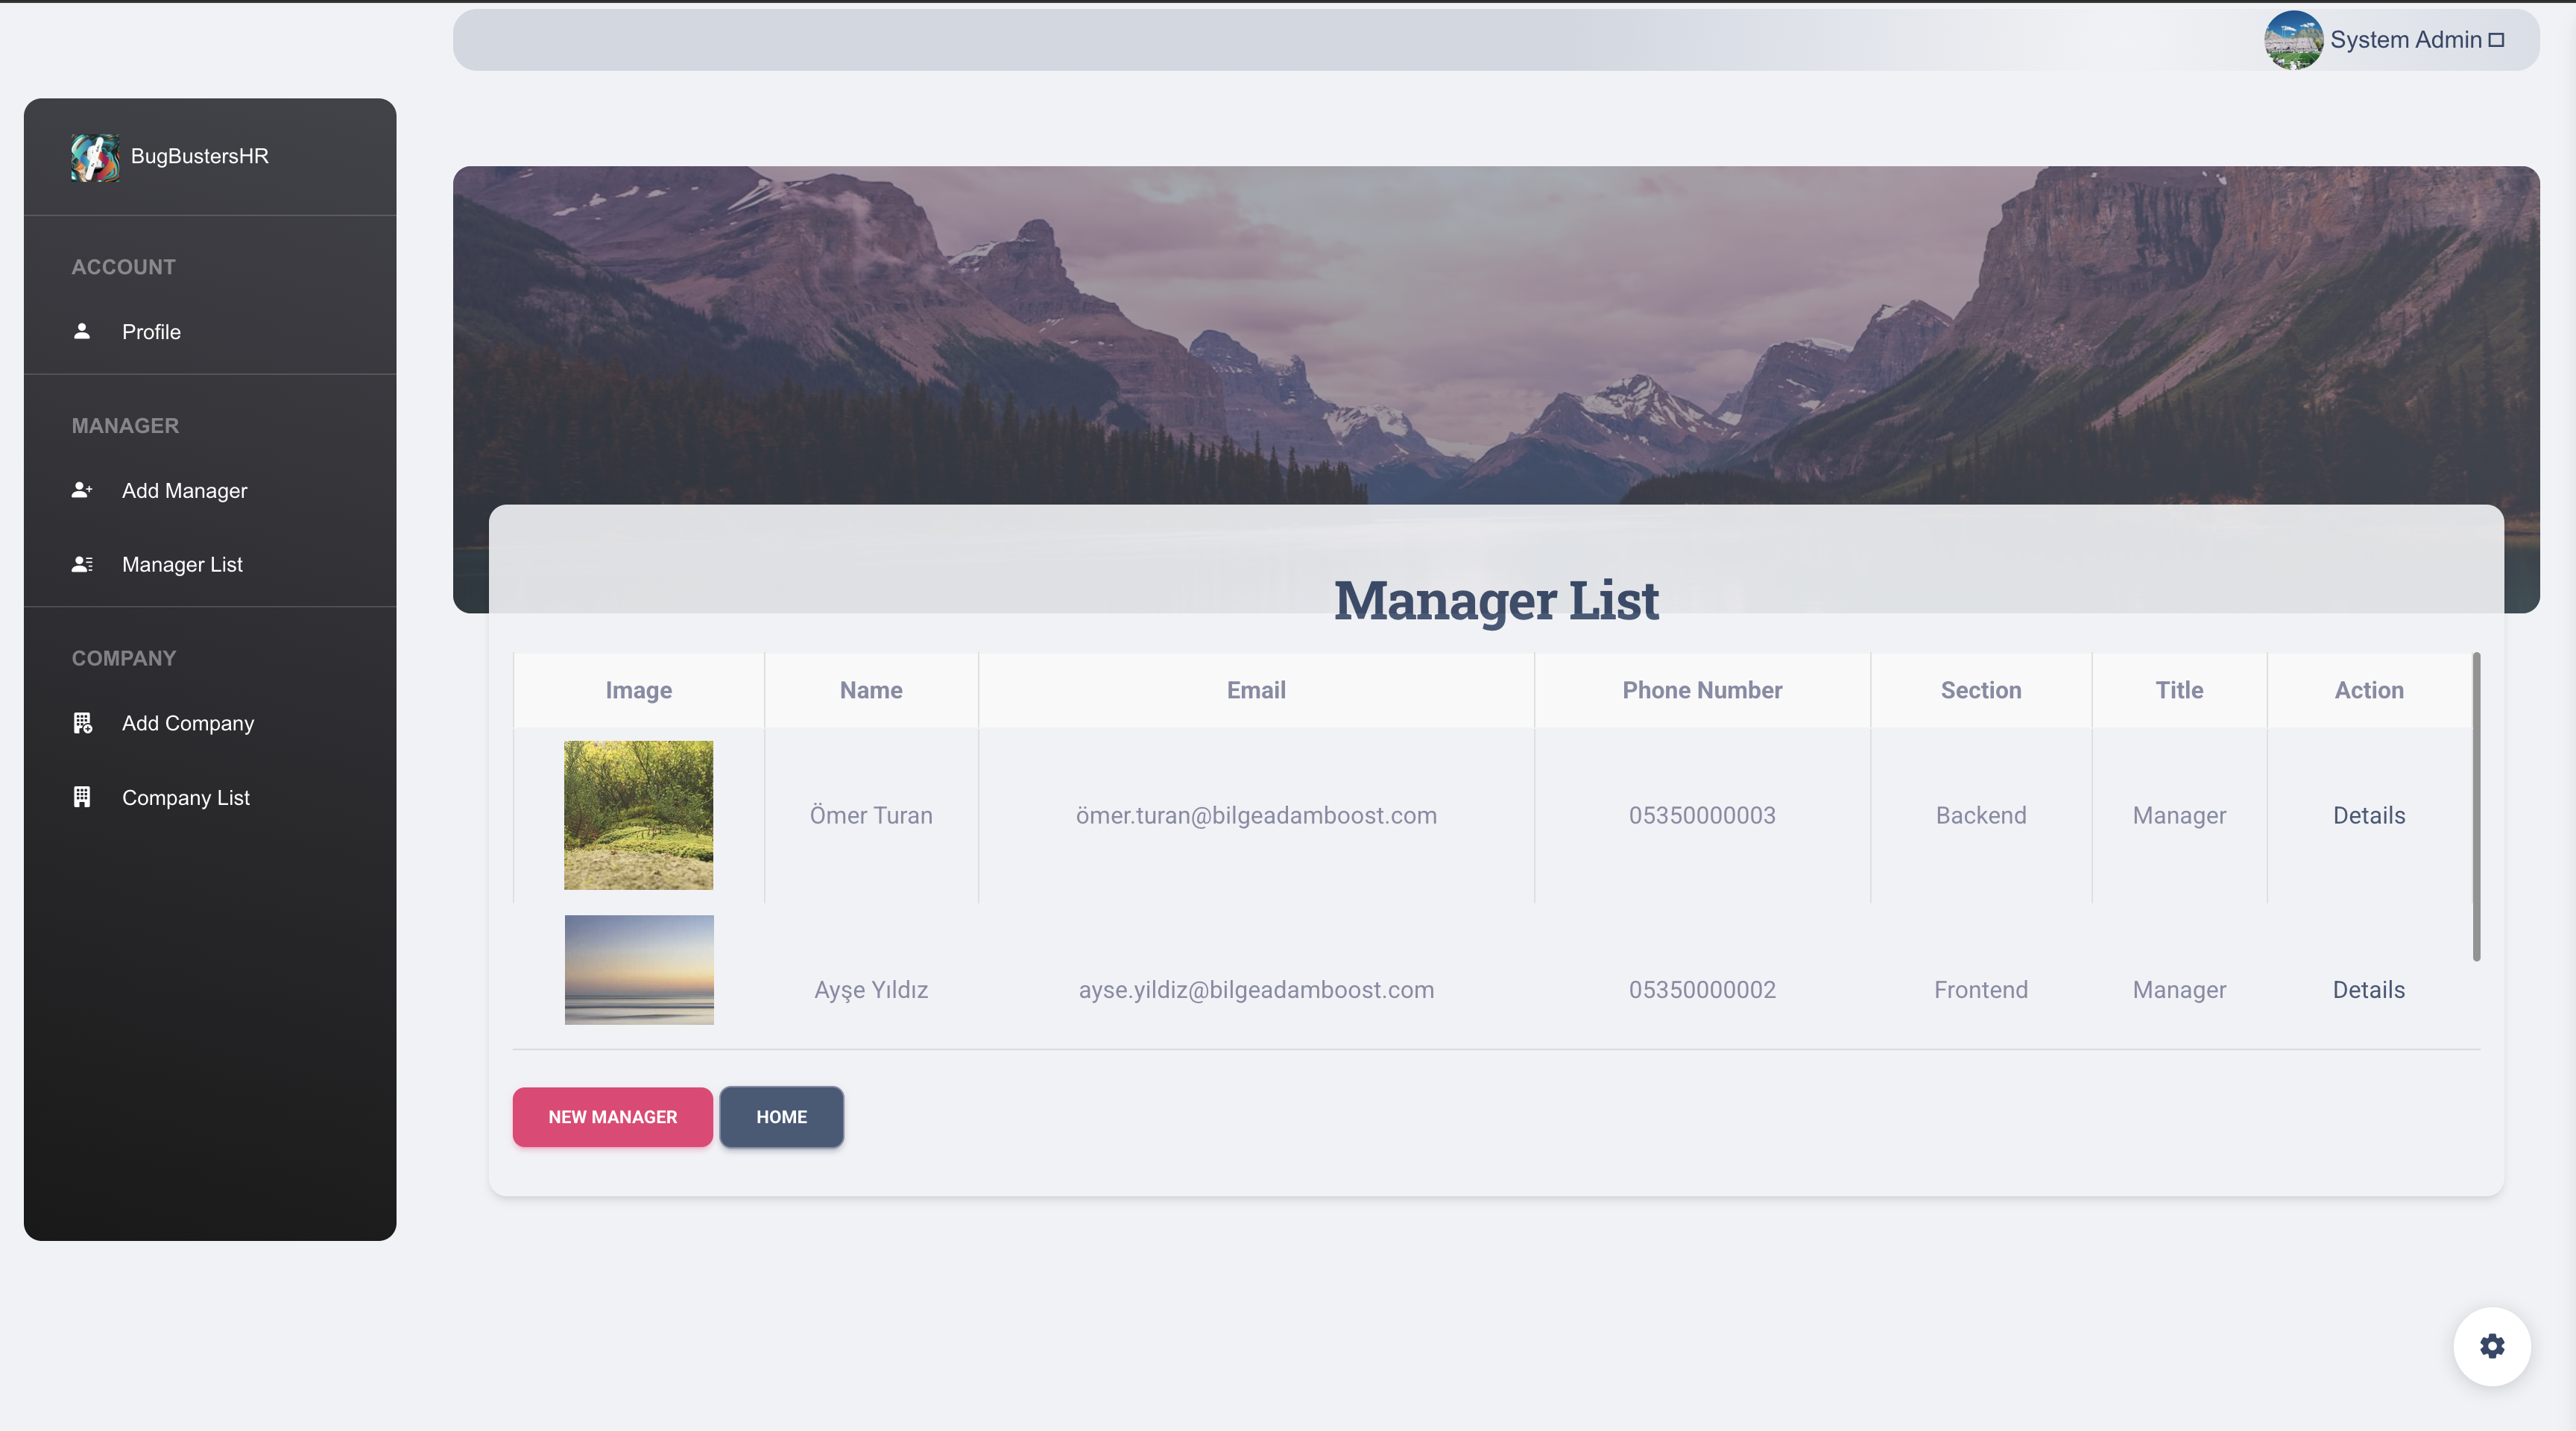 System Admin
BugBustersHR
ACCOUNT
Profile
MANAGER
Add Manager
Manager List
COMPANY
Add Company
Company List
Manager List
Image Name Email Phone Number Section Title Action
Ömer Turan ömer.turan@bilgeadamboost.com 05350000003 Backend Manager Details
Ayşe Yıldız ayse.yildiz@bilgeadamboost.com 05350000002 Frontend Manager Details
NEW MANAGER HOME